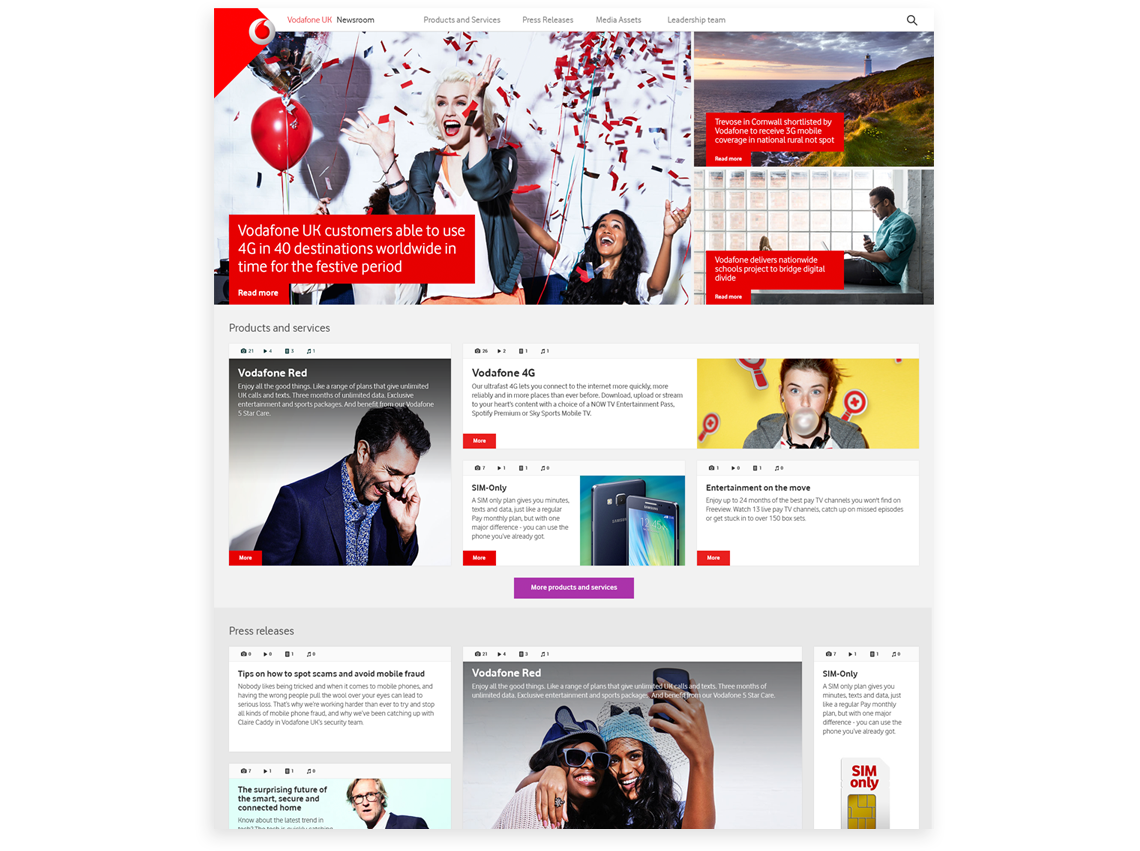 Vodafone UK Newsroom
Products and Services
Press Releases
Media Assets
Leadership team
Vodafone UK customers able to use
4G in 40 destinations worldwide in
time for the festive period
Read more
Trevose in Cornwall shortlisted by
Vodafone to receive 3G mobile
coverage in national rural not spot
Read more
Vodafone delivers nationwide
schools project to bridge digital
divide
Read more
Products and services
21 4 3 1
Vodafone Red
Enjoy all the good things. Like a range of plans that give unlimited
UK calls and texts. Three months of unlimited data. Exclusive
entertainment and sports packages. And benefit from our Vodafone
5 Star Care.
More
26 2 1 1
Vodafone 4G
Our ultrafast 4G lets you connect to the internet more quickly, more
reliably and in more places than ever before. Download, upload or stream
to your heart's content with a choice of a NOW TV Entertainment Pass,
Spotify Premium or Sky Sports Mobile TV.
More
7 1 1 0
SIM-Only
A SIM only plan gives you minutes,
texts and data, just like a regular
Pay monthly plan, but with one
major difference - you can use the
phone you've already got.
More
SAMSUNG
1 0 1 0
Entertainment on the move
Enjoy up to 24 months of the best pay TV channels you won't find on
Freeview. Watch 13 live pay TV channels, catch up on missed episodes
or get stuck in to over 150 box sets.
More
More products and services
Press releases
0 0 1 0
Tips on how to spot scams and avoid mobile fraud
Nobody likes being tricked and when it comes to mobile phones, and
having the wrong people pull the wool over your eyes can lead to
serious loss. That's why we're working harder than ever to try and stop
all kinds of mobile phone fraud, and why we've been catching up with
Claire Caddy in Vodafone UK's security team.
7 1 1 0
The surprising future of
the smart, secure and
connected home
Know about the latest trend in
tech? The tech is quickly catching
21 4 3 1
Vodafone Red
Enjoy all the good things. Like a range of plans that give unlimited UK calls and texts. Three months of
unlimited data. Exclusive entertainment and sports packages. And benefit from our Vodafone 5 Star Care.
7 1 1 0
SIM-Only
A SIM only plan gives you
minutes, texts and data, just
like a regular Pay monthly
plan, but with one major
difference - you can use the
phone you've already got.
SIM
only